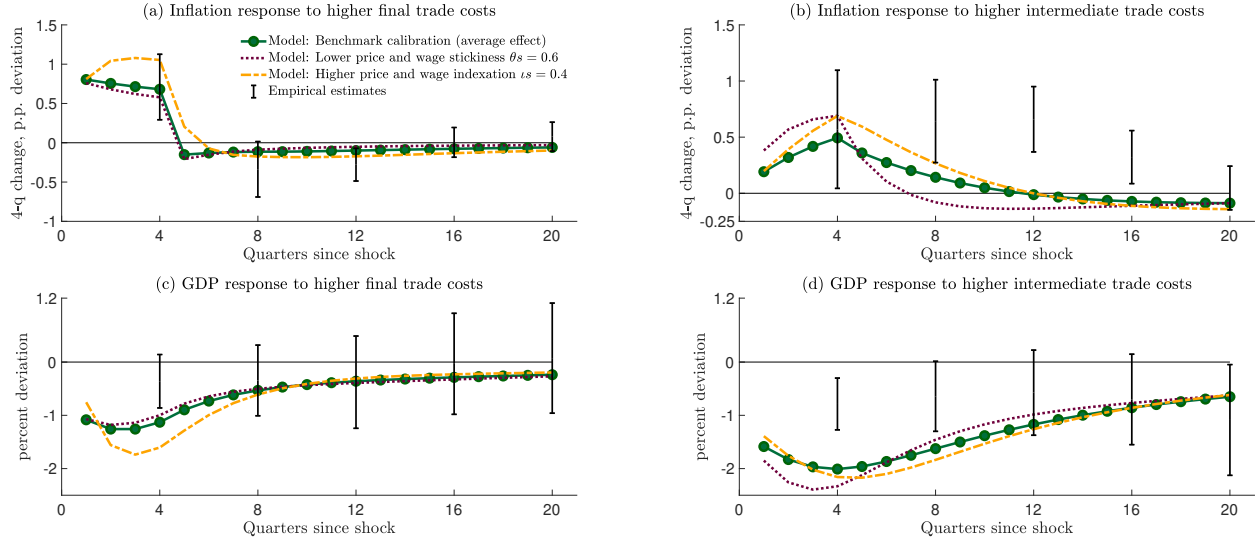 (a) Inflation response to higher final trade costs
1.5
1
0.5
0
-0.5
-1
4-q change, p.p. deviation
Model: Benchmark calibration (average effect)
Model: Lower price and wage stickiness θs = 0.6
Model: Higher price and wage indexation ιs = 0.4
Empirical estimates
0 4 8 12 16 20
Quarters since shock
(b) Inflation response to higher intermediate trade costs
1.5
1
0.5
0
-0.25
4-q change, p.p. deviation
0 4 8 12 16 20
Quarters since shock
(c) GDP response to higher final trade costs
1.2
0
-1
-2
percent deviation
0 4 8 12 16 20
Quarters since shock
(d) GDP response to higher intermediate trade costs
1.2
0
-1
-2
percent deviation
0 4 8 12 16 20
Quarters since shock